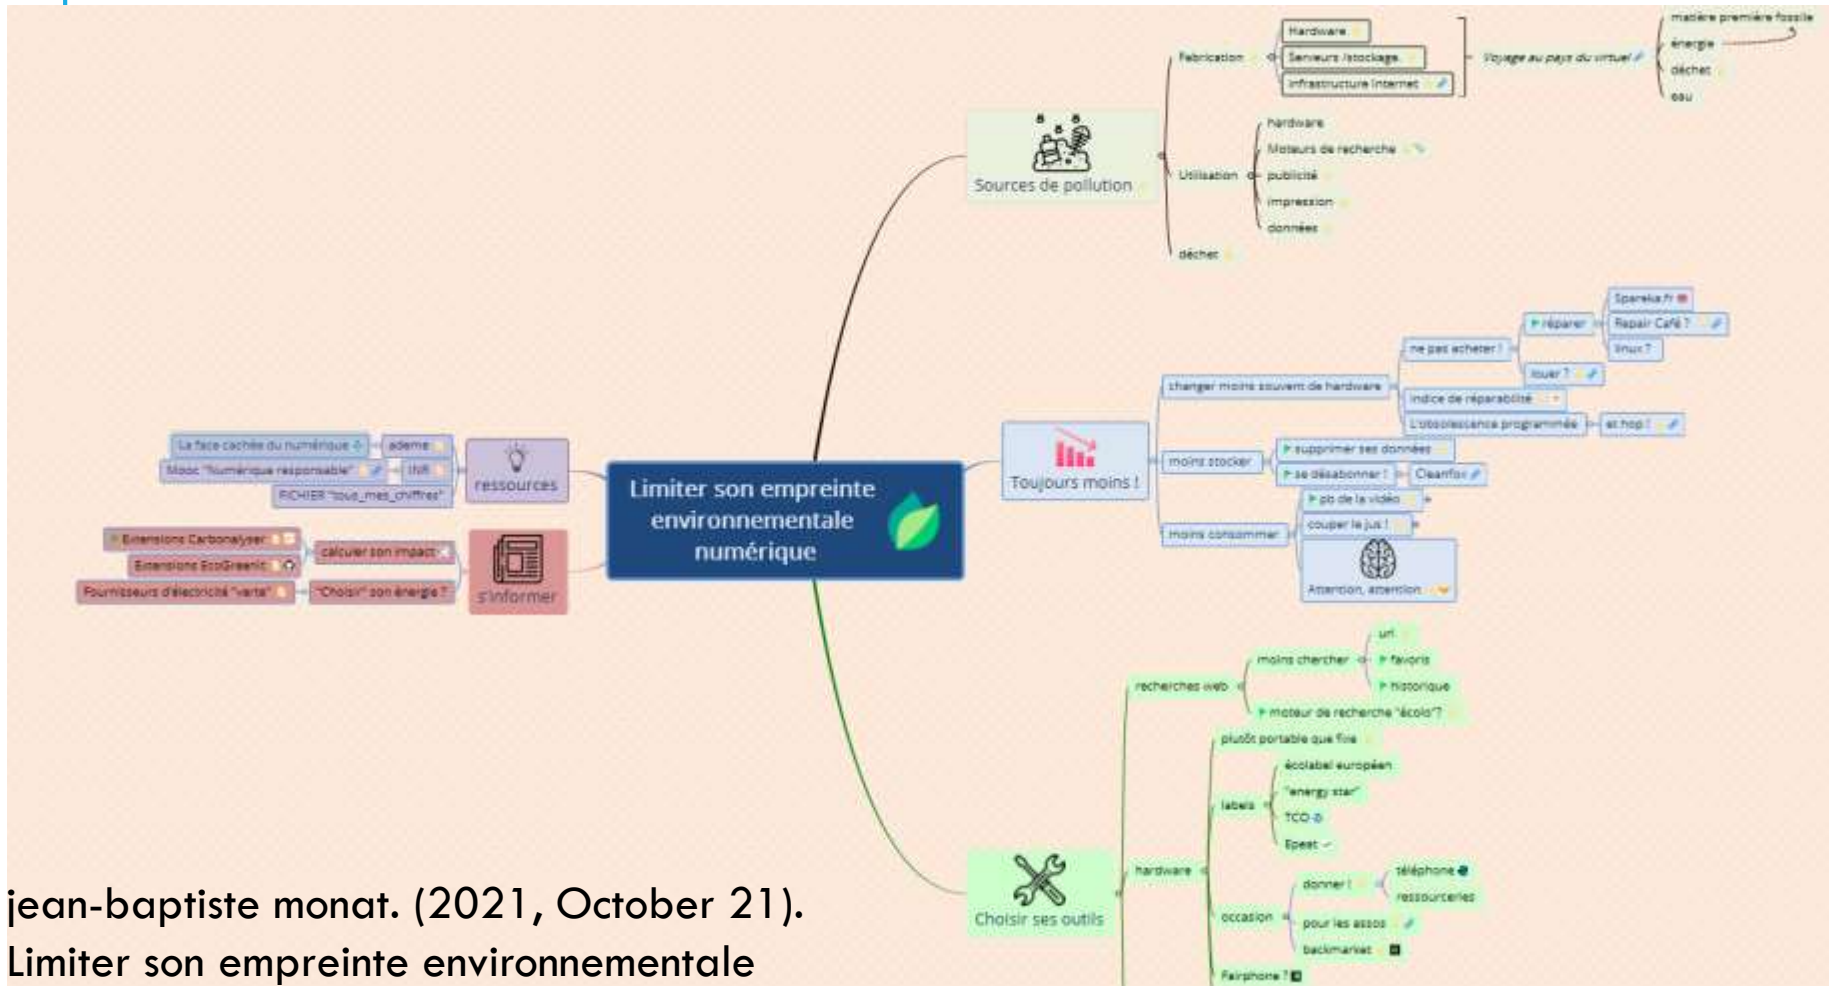 matière première fossile
Hardware
énergie
Fabrication
Serveurs /stockage
Voyage au pays du virtuel
déchet
infrastructure internet
eau
hardware
Moteurs de recherche
Sources de pollution
Utilisation
publicité
impression
données
déchet
Spareka.fr
réparer
Repair Café ?
ne pas acheter !
linux ?
louer ?
changer moins souvent de hardware
indice de réparabilité
L'obsolescence programmée
et hop !
Toujours moins !
moins stocker
supprimer ses données
se désabonner !
Cleanfox
pb de la vidéo
couper le jus !
moins consommer
Attention, attention
La face cachée du numérique
ademe
Mooc "Numérique responsable"
INR
FICHIER "tous_mes_chiffres"
ressources
Limiter son empreinte
environnementale
numérique
Extensions Carbonalyser
calculer son impact
Extensions EcoGreenIt
Fournisseurs d'électricité "verte"
"Choisir" son énergie ?
s'informer
url
moins chercher
favoris
recherches web
historique
moteur de recherche "écolo"?
plutôt portable que fixe
écolabel européen
labels
"energy star"
TCO
Epeat
hardware
téléphone
donner !
ressourceries
Choisir ses outils
occasion
pour les assos
backmarket
Fairphone ?
jean-baptiste monat. (2021, October 21).
Limiter son empreinte environnementale